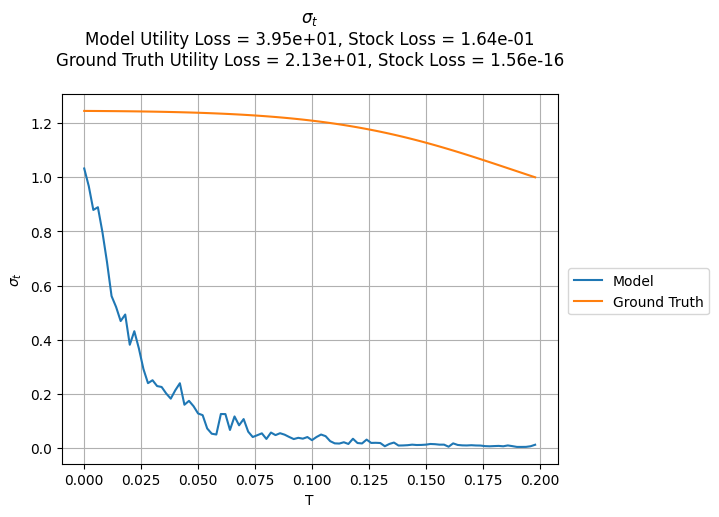 σt
Model Utility Loss = 3.95e+01, Stock Loss = 1.64e-01
Ground Truth Utility Loss = 2.13e+01, Stock Loss = 1.56e-16
1.2
1.0
0.8
0.6
0.4
0.2
0.0
σt
0.000 0.025 0.050 0.075 0.100 0.125 0.150 0.175 0.200
T
Model
Ground Truth